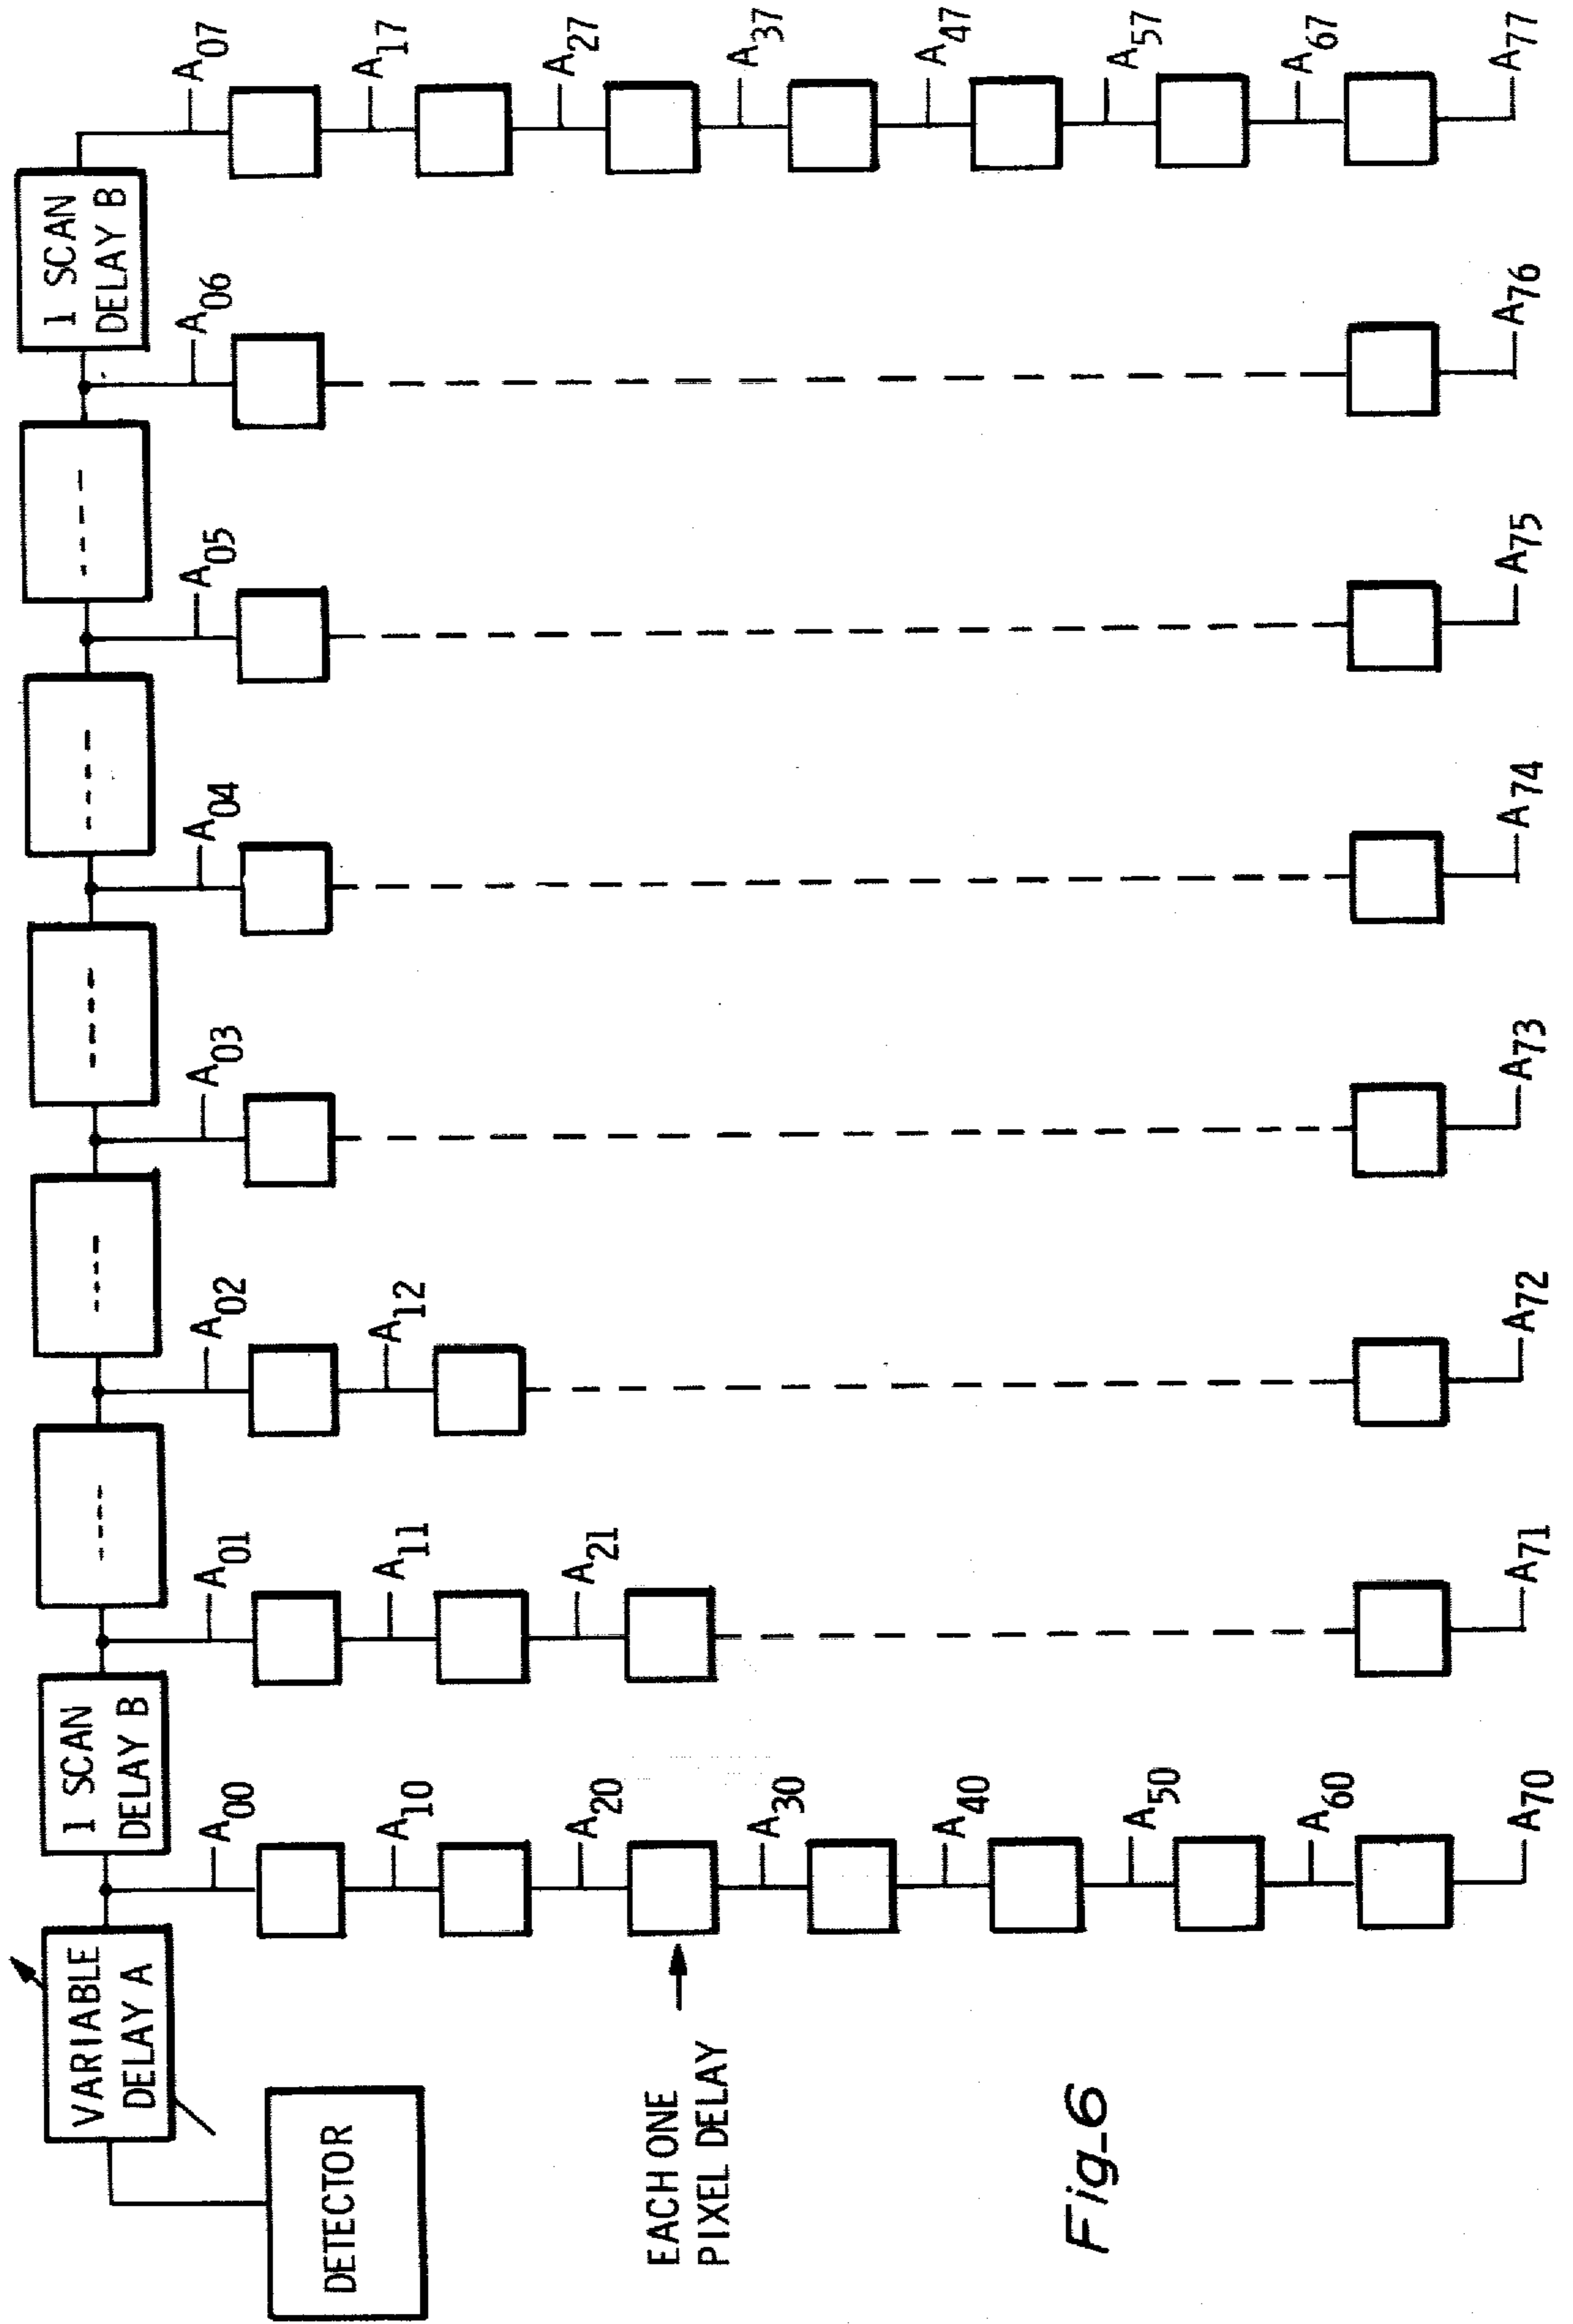 DETECTOR
VARIABLE
DELAY A
1 SCAN
DELAY B
1 SCAN
DELAY B
A00
A10
A20
A30
A40
A50
A60
A70
A01
A11
A21
A71
A02
A12
A72
A03
A73
A04
A74
A05
A75
A06
A76
A07
A17
A27
A37
A47
A57
A67
A77
EACH ONE
PIXEL DELAY
Fig_6